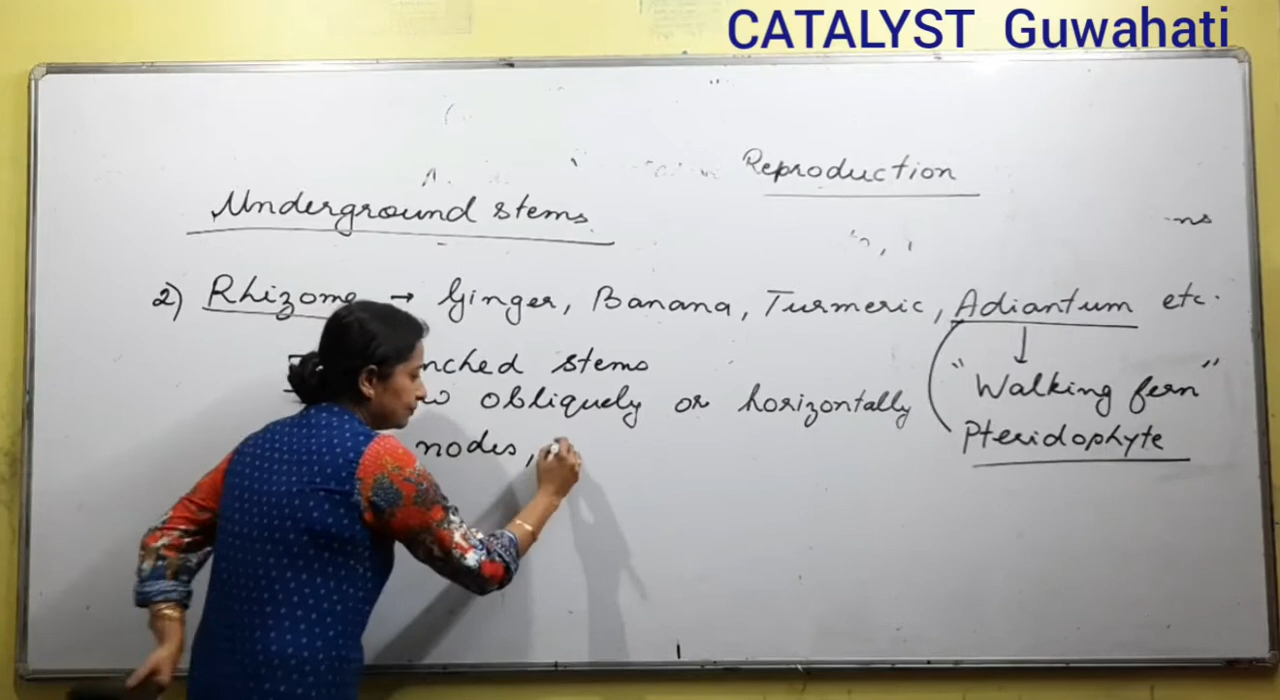 CATALYST Guwahati
Reproduction
Underground stems
ns
2) Rhizome → Ginger, Banana, Turmeric, Adiantum etc.
nched stems
"Walking fern"
obliquely or horizontally
Pteridophyte
nodes,